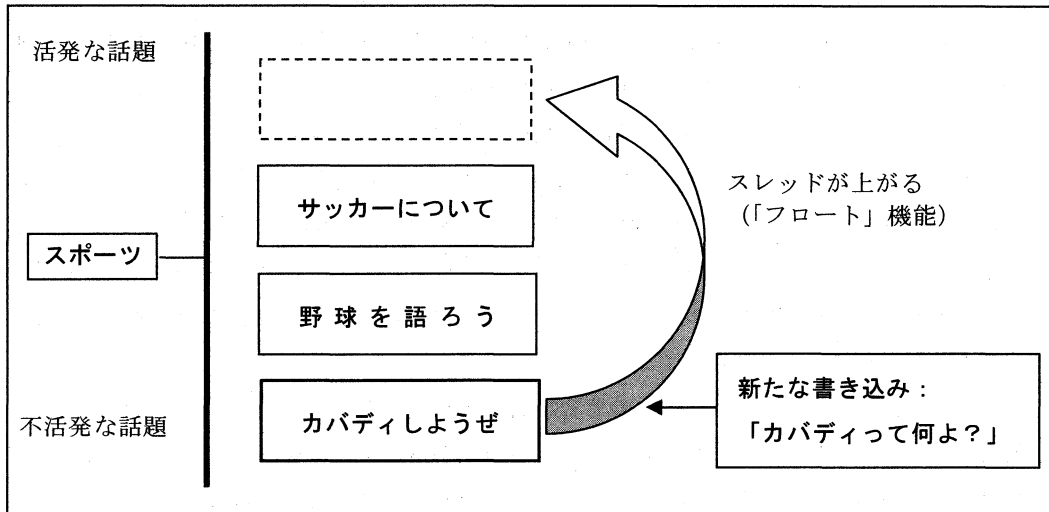 活発な話題
サッカーについて
スレッドが上がる
(「フロート」機能)
スポーツ
野球を語ろう
新たな書き込み:
「カバディって何よ?」
不活発な話題
カバディしようぜ